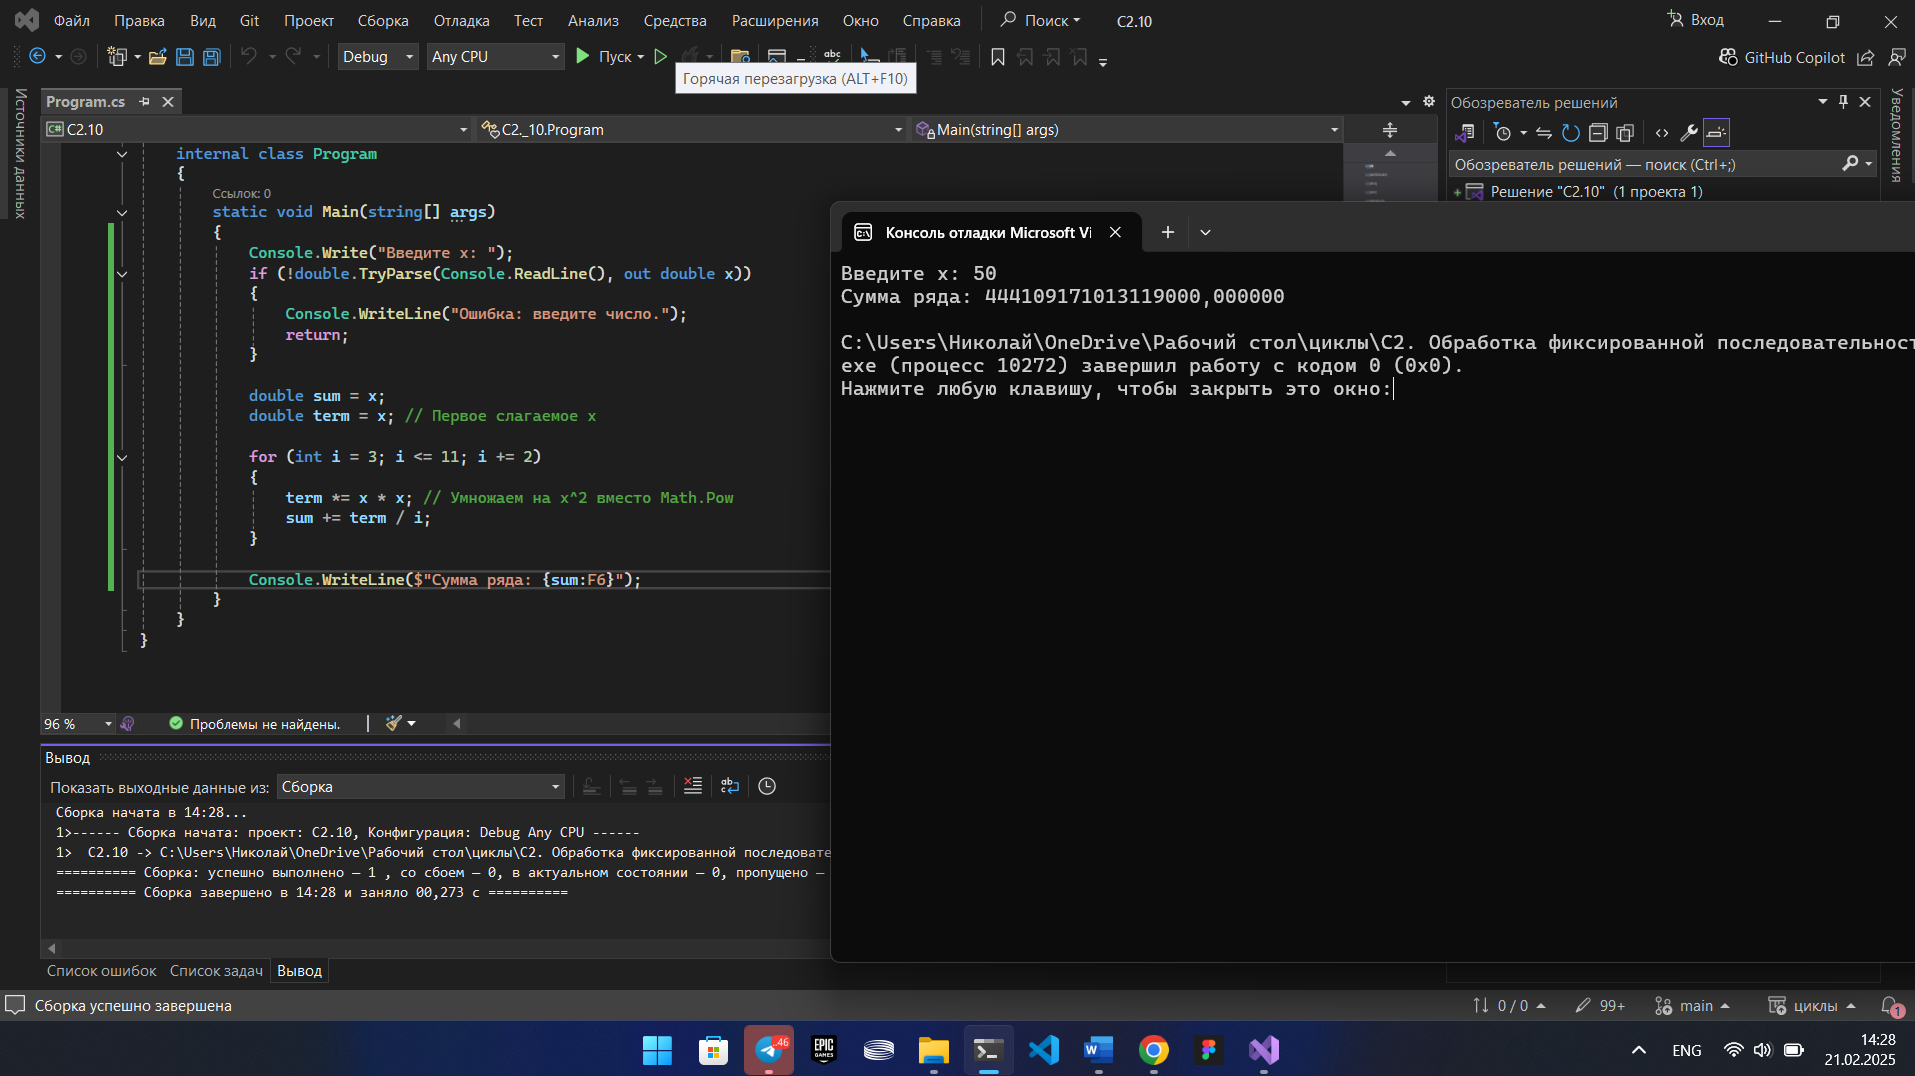 Файл Правка Вид Git Проект Сборка Отладка Тест Анализ Средства Расширения Окно Справка Поиск C2.10 Вход
Debug Any CPU Пуск abc GitHub Copilot
Горячая перезагрузка (ALT+F10)
Источники данных
Program.cs
C# C2.10 C2._10.Program Main(string[] args)
internal class Program
{
Ссылок: 0
static void Main(string[] args)
{
Console.Write("Введите x: ");
if (!double.TryParse(Console.ReadLine(), out double x))
{
Console.WriteLine("Ошибка: введите число.");
return;
}
double sum = x;
double term = x; // Первое слагаемое x
for (int i = 3; i <= 11; i += 2)
{
term *= x * x; // Умножаем на x^2 вместо Math.Pow
sum += term / i;
}
Console.WriteLine($"Сумма ряда: {sum:F6}");
}
}
}
96 % Проблемы не найдены.
Обозреватель решений
Обозреватель решений — поиск (Ctrl+;)
Решение "C2.10" (1 проекта 1)
Уведомления
Консоль отладки Microsoft Vi
Введите x: 50
Сумма ряда: 444109171013119000,000000
C:\Users\Николай\OneDrive\Рабочий стол\циклы\C2. Обработка фиксированной последовательност
exe (процесс 10272) завершил работу с кодом 0 (0x0).
Нажмите любую клавишу, чтобы закрыть это окно:
Вывод
Показать выходные данные из: Сборка
Сборка начата в 14:28...
1>------ Сборка начата: проект: C2.10, Конфигурация: Debug Any CPU ------
1>  C2.10 -> C:\Users\Николай\OneDrive\Рабочий стол\циклы\C2. Обработка фиксированной последовате
========== Сборка: успешно выполнено — 1 , со сбоем — 0, в актуальном состоянии — 0, пропущено —
========== Сборка завершено в 14:28 и заняло 00,273 с ==========
Список ошибок Список задач Вывод
Сборка успешно завершена 0 / 0 99+ main циклы 1
..46 EPIC GAMES W ENG 14:28
21.02.2025